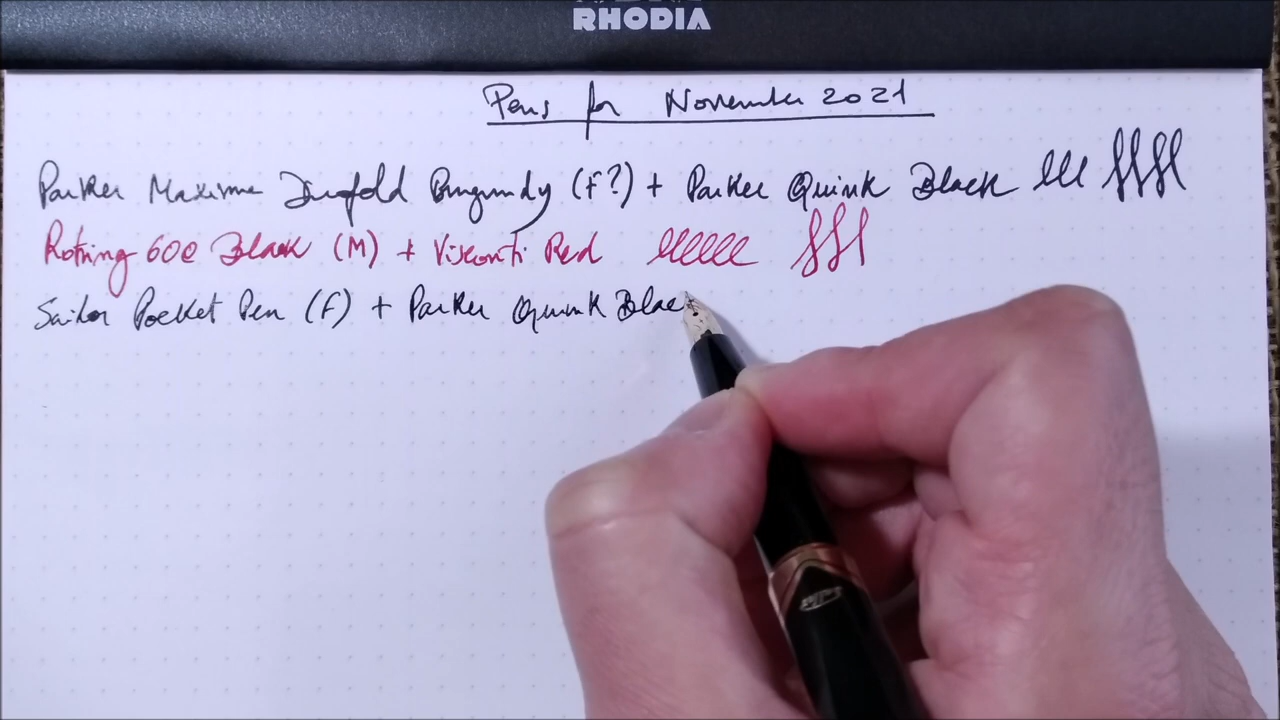 RHODIA
Pens for November 2021
Parker Maxima Duofold Burgundy (F?) + Parker Quink Black
Rotring 600 Black (M) + Visconti Red
Sailor Pocket Pen (F) + Parker Quink Blac